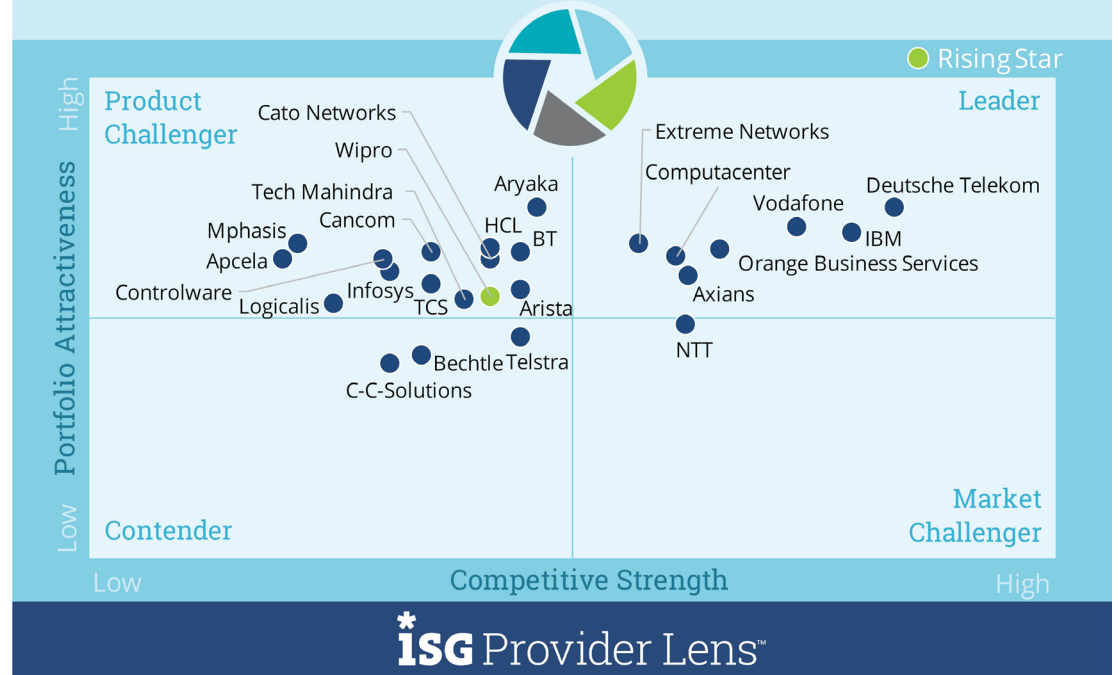 Rising Star
High
Product
Challenger
Leader
Cato Networks
Wipro
Tech Mahindra
Cancom
Aryaka
HCL
BT
Mphasis
Apcela
Controlware
Logicalis
Infosys
TCS
Arista
Extreme Networks
Computacenter
Deutsche Telekom
Vodafone
IBM
Orange Business Services
Axians
NTT
Bechtle
Telstra
C-C-Solutions
Portfolio Attractiveness
Low
Contender
Market
Challenger
Low
Competitive Strength
High
iSG Provider Lens™